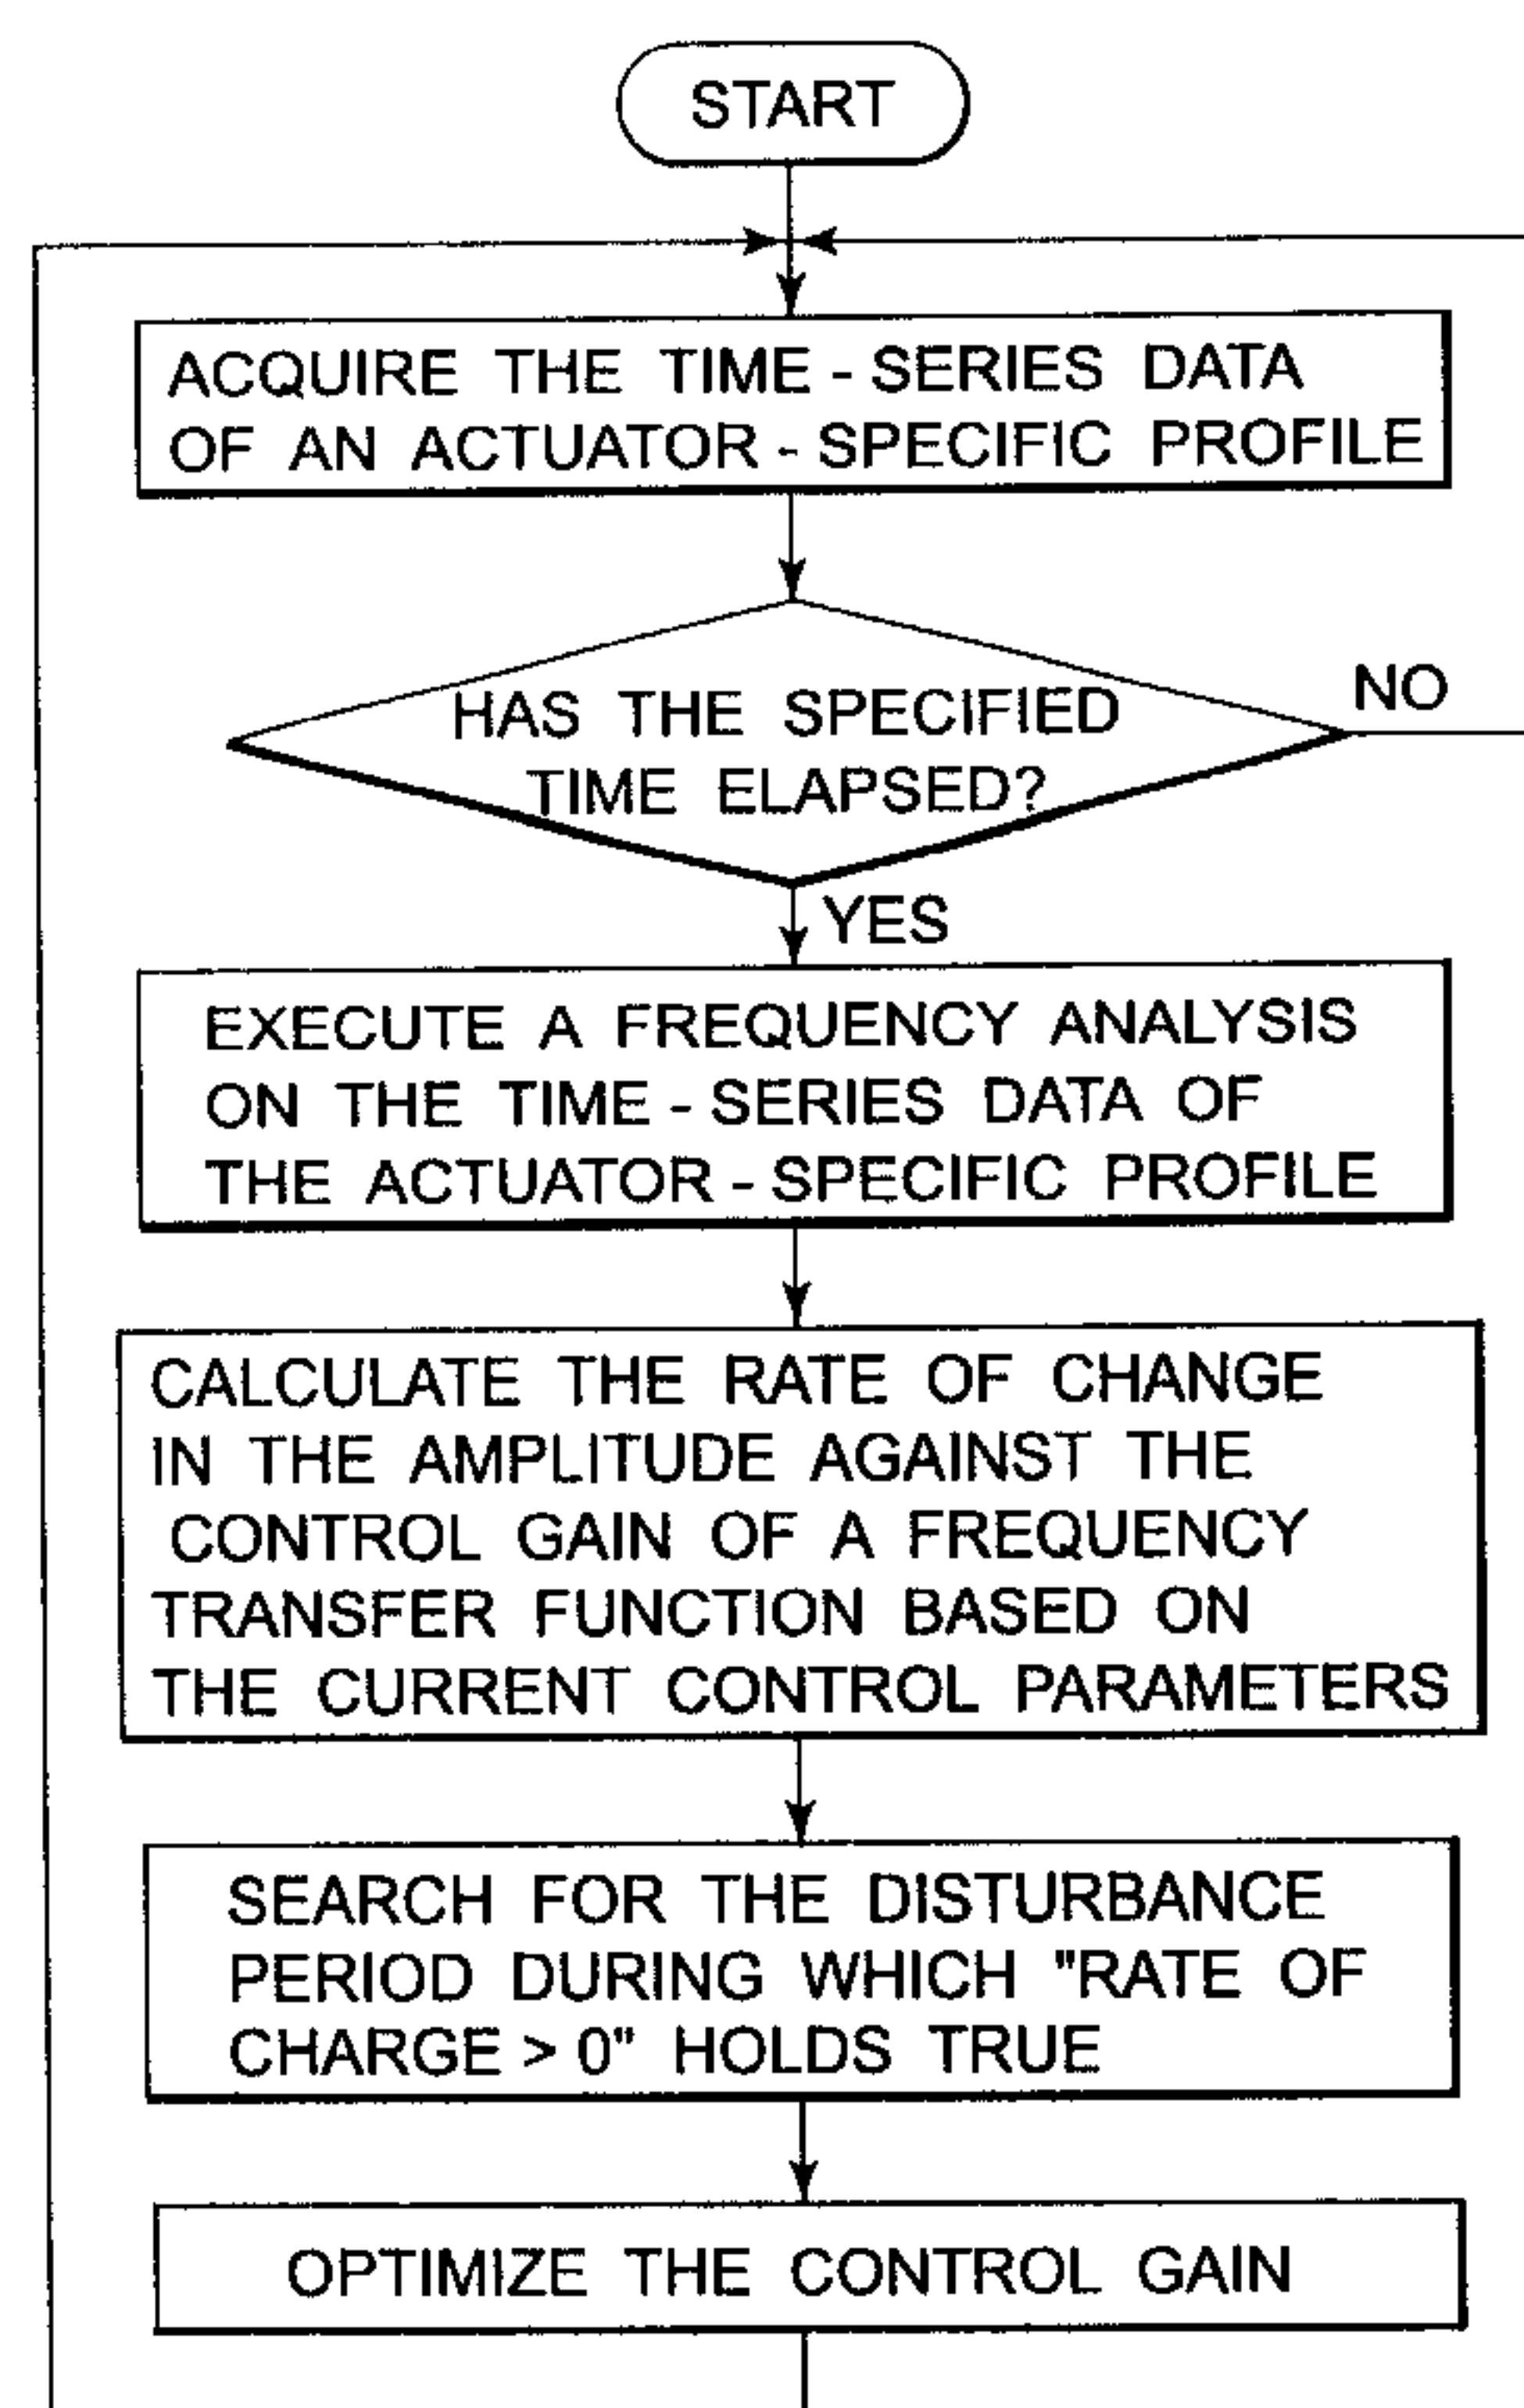 START
ACQUIRE THE TIME - SERIES DATA
OF AN ACTUATOR - SPECIFIC PROFILE
HAS THE SPECIFIED
TIME ELAPSED?
NO
YES
EXECUTE A FREQUENCY ANALYSIS
ON THE TIME - SERIES DATA OF
THE ACTUATOR - SPECIFIC PROFILE
CALCULATE THE RATE OF CHANGE
IN THE AMPLITUDE AGAINST THE
CONTROL GAIN OF A FREQUENCY
TRANSFER FUNCTION BASED ON
THE CURRENT CONTROL PARAMETERS
SEARCH FOR THE DISTURBANCE
PERIOD DURING WHICH "RATE OF
CHARGE > 0" HOLDS TRUE
OPTIMIZE THE CONTROL GAIN